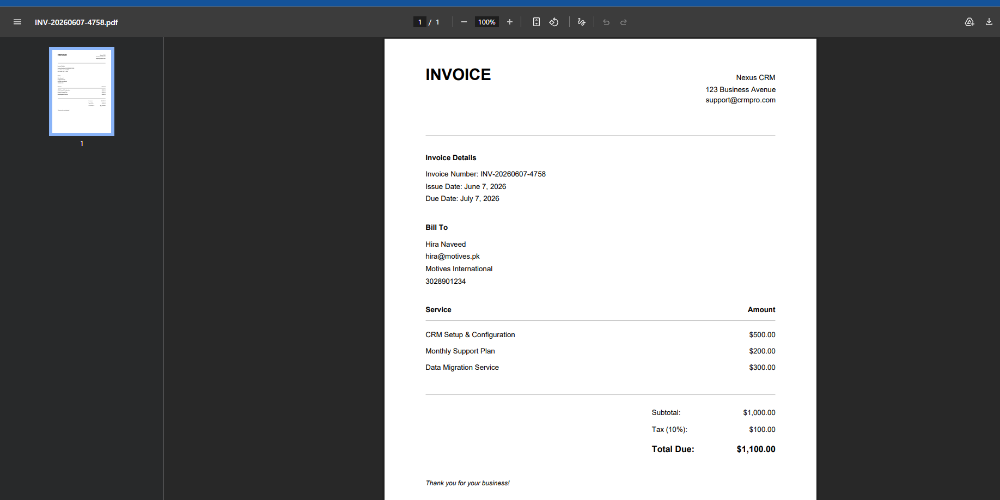 INV-20260607-4758.pdf
1 / 1
100%
1
INVOICE
Nexus CRM
123 Business Avenue
support@crmpro.com
Invoice Details
Invoice Number: INV-20260607-4758
Issue Date: June 7, 2026
Due Date: July 7, 2026
Bill To
Hira Naveed
hira@motives.pk
Motives International
3028901234
Service Amount
CRM Setup & Configuration $500.00
Monthly Support Plan $200.00
Data Migration Service $300.00
Subtotal: $1,000.00
Tax (10%): $100.00
Total Due: $1,100.00
Thank you for your business!